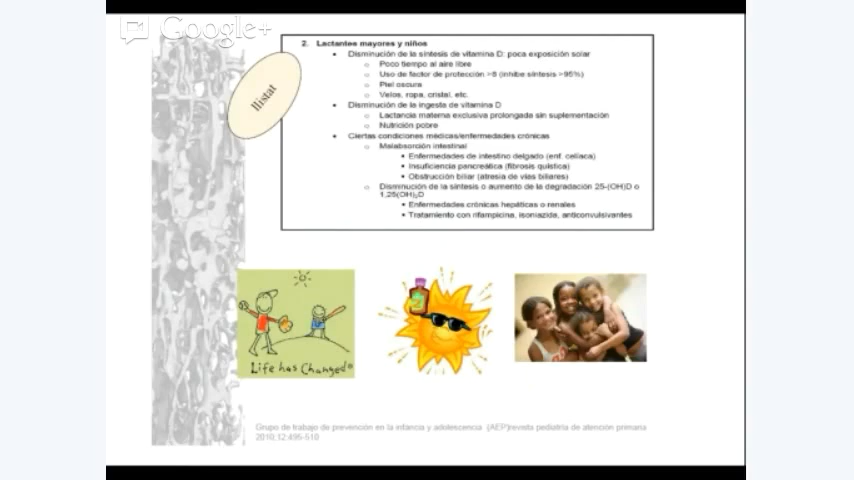 Google+
2. Lactantes mayores y niños
• Disminución de la síntesis de vitamina D: poca exposición solar
o Poco tiempo al aire libre
o Uso de factor de protección >8 (inhibe síntesis >95%)
o Piel oscura
o Velos, ropa, cristal, etc.
• Disminución de la ingesta de vitamina D
o Lactancia materna exclusiva prolongada sin suplementación
o Nutrición pobre
• Ciertas condiciones médicas/enfermedades crónicas
o Malabsorción intestinal
▪ Enfermedades de intestino delgado (enf. celíaca)
▪ Insuficiencia pancreática (fibrosis quística)
▪ Obstrucción biliar (atresia de vías biliares)
o Disminución de la síntesis o aumento de la degradación 25-(OH)D o
1,25(OH)₂D
▪ Enfermedades crónicas hepáticas o renales
▪ Tratamiento con rifampicina, isoniazida, anticonvulsivantes
llistat
Life has Changed
Grupo de trabajo de prevención en la infancia y adolescencia (AEP)revista pediatría de atención primaria
2010;12:495-510